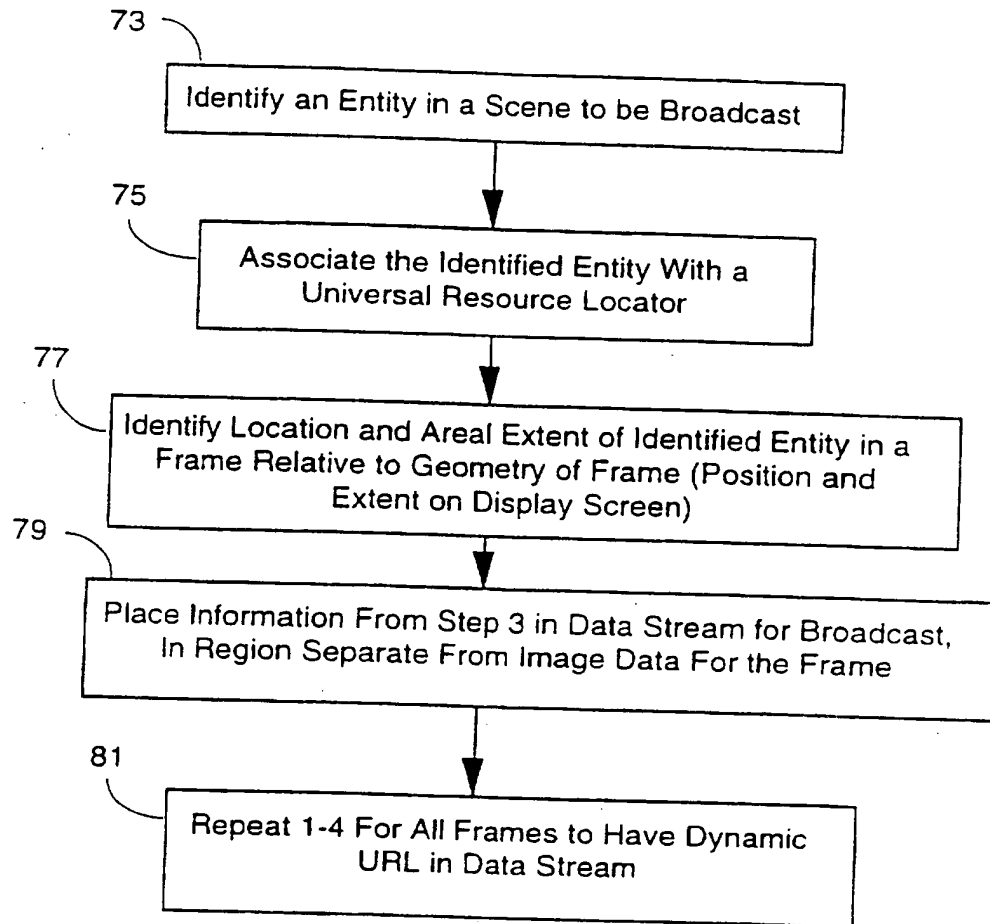 73
Identify an Entity in a Scene to be Broadcast
75
Associate the Identified Entity With a
Universal Resource Locator
77
Identify Location and Areal Extent of Identified Entity in a
Frame Relative to Geometry of Frame (Position and
Extent on Display Screen)
79
Place Information From Step 3 in Data Stream for Broadcast,
In Region Separate From Image Data For the Frame
81
Repeat 1-4 For All Frames to Have Dynamic
URL in Data Stream